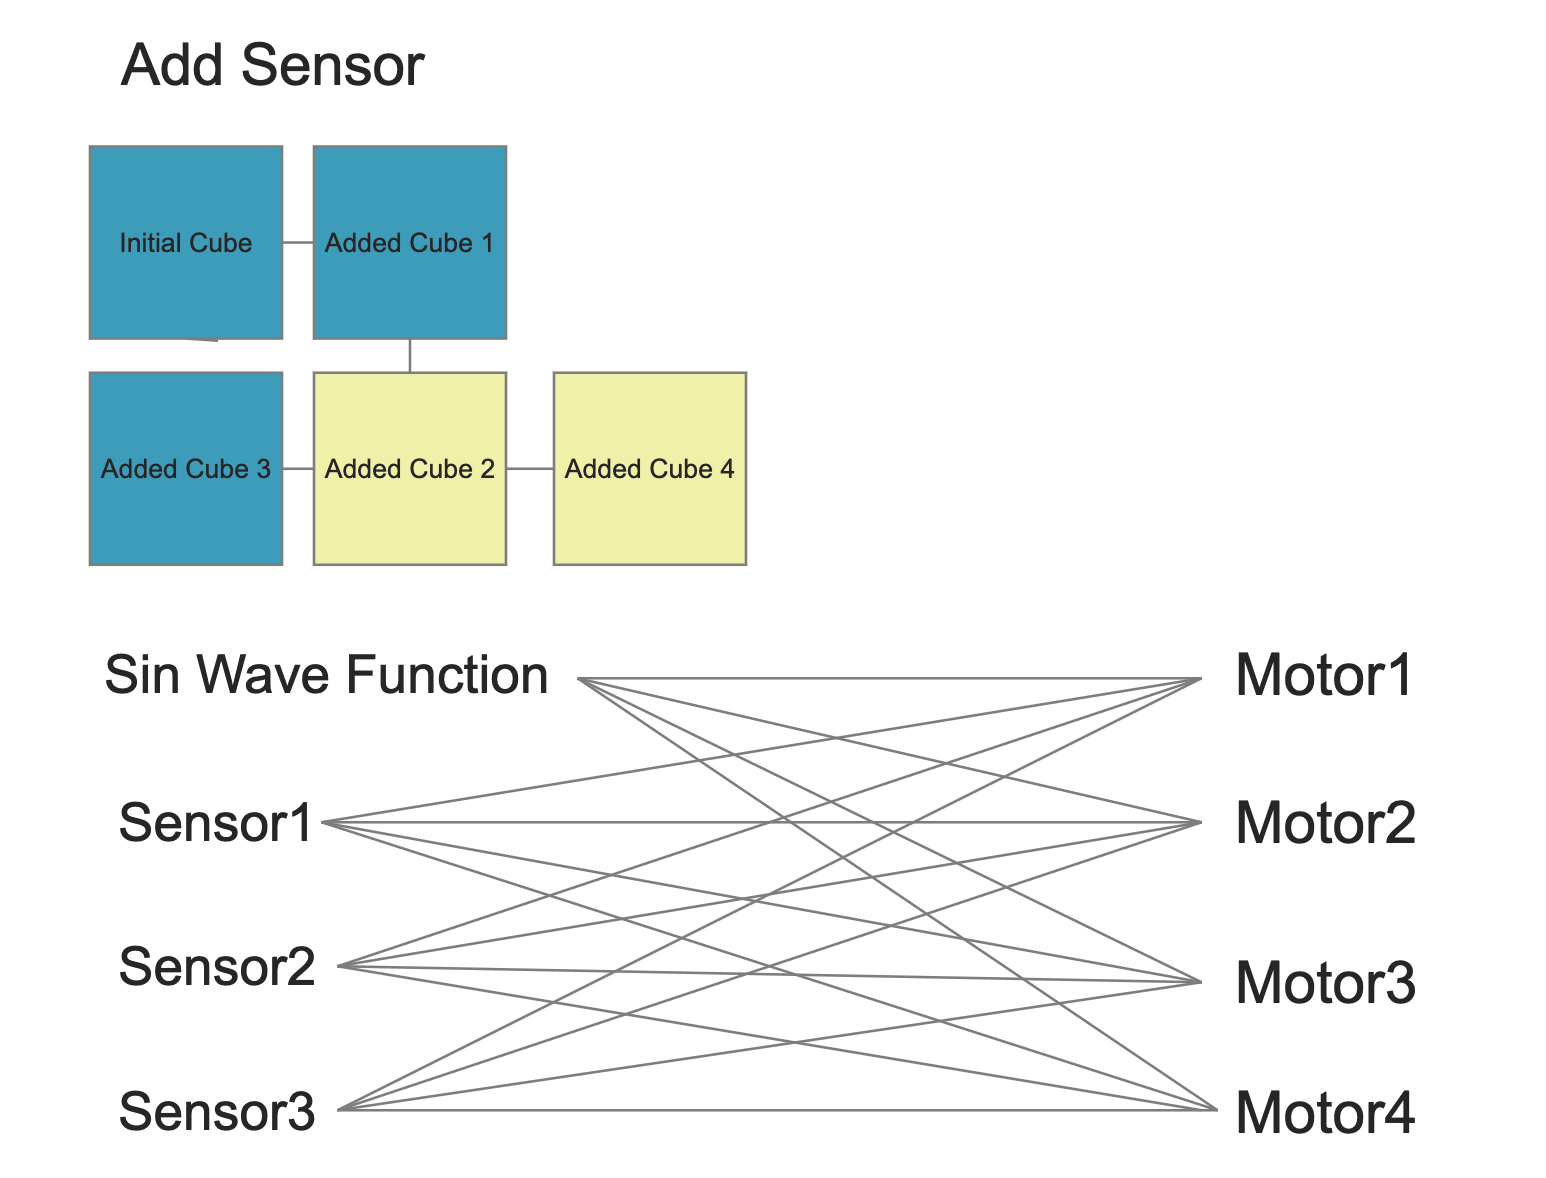 Add Sensor
Initial Cube
Added Cube 1
Added Cube 3
Added Cube 2
Added Cube 4
Sin Wave Function
Motor1
Sensor1
Motor2
Sensor2
Motor3
Sensor3
Motor4